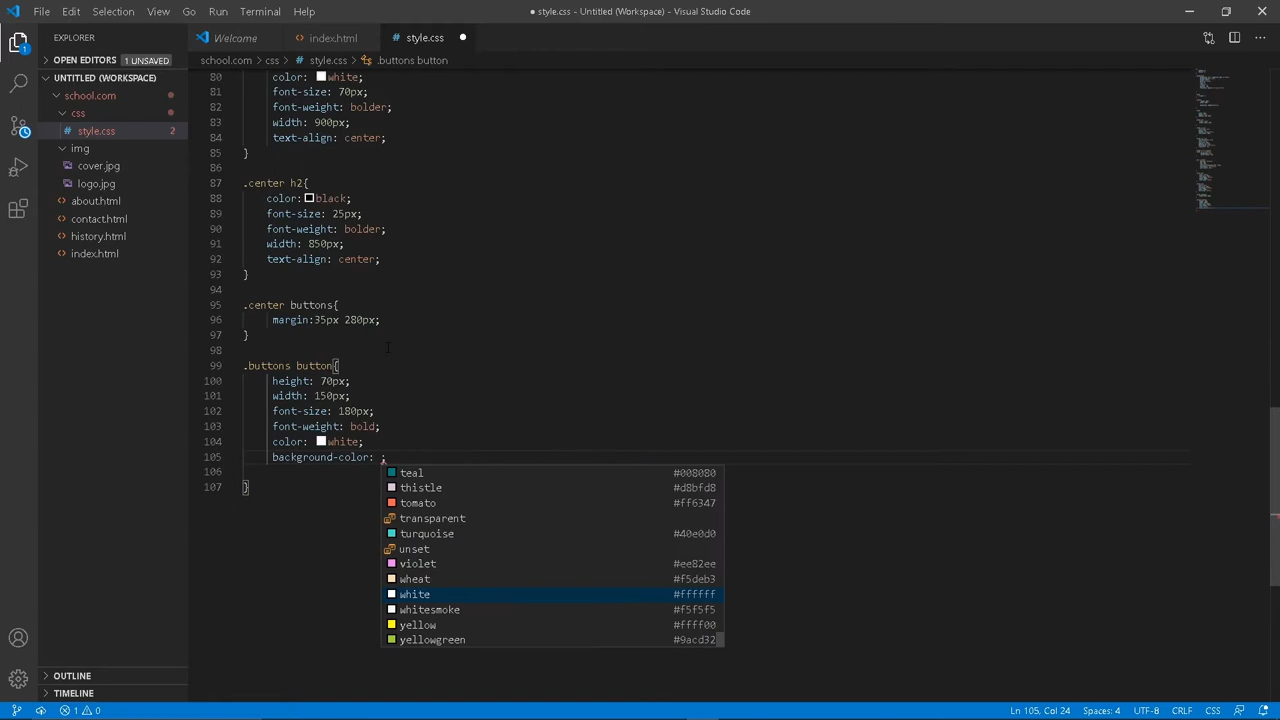 File Edit Selection View Go Run Terminal Help
style.css - Untitled (Workspace) - Visual Studio Code
EXPLORER
Welcome index.html style.css
OPEN EDITORS 1 UNSAVED
school.com > css > style.css > .buttons button
UNTITLED (WORKSPACE)
school.com
css
style.css 2
img
cover.jpg
logo.jpg
about.html
contact.html
history.html
index.html
80 color: white;
81 font-size: 70px;
82 font-weight: bolder;
83 width: 900px;
84 text-align: center;
85 }
86
87 .center h2{
88 color: black;
89 font-size: 25px;
90 font-weight: bolder;
91 width: 850px;
92 text-align: center;
93 }
94
95 .center buttons{
96 margin:35px 280px;
97 }
98
99 .buttons button{
100 height: 70px;
101 width: 150px;
102 font-size: 180px;
103 font-weight: bold;
104 color: white;
105 background-color: ;
106
107 }
teal #008080
thistle #d8bfd8
tomato #ff6347
transparent
turquoise #40e0d0
unset
violet #ee82ee
wheat #f5deb3
white #ffffff
whitesmoke #f5f5f5
yellow #ffff00
yellowgreen #9acd32
OUTLINE
TIMELINE
1 0 Ln 105, Col 24 Spaces: 4 UTF-8 CRLF CSS